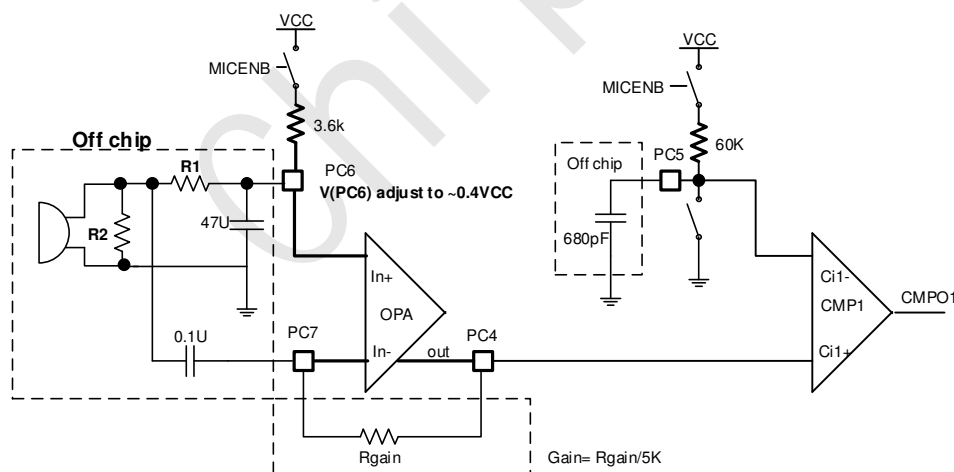 VCC
MICENB
3.6k
Off chip
R1
PC6
V(PC6) adjust to ~0.4VCC
47U
R2
In+
OPA
PC7
0.1U
In-
out
PC4
Rgain
Gain= Rgain/5K
VCC
MICENB
60K
Off chip
PC5
680pF
Ci1-
CMP1
CMPO1
Ci1+
chip